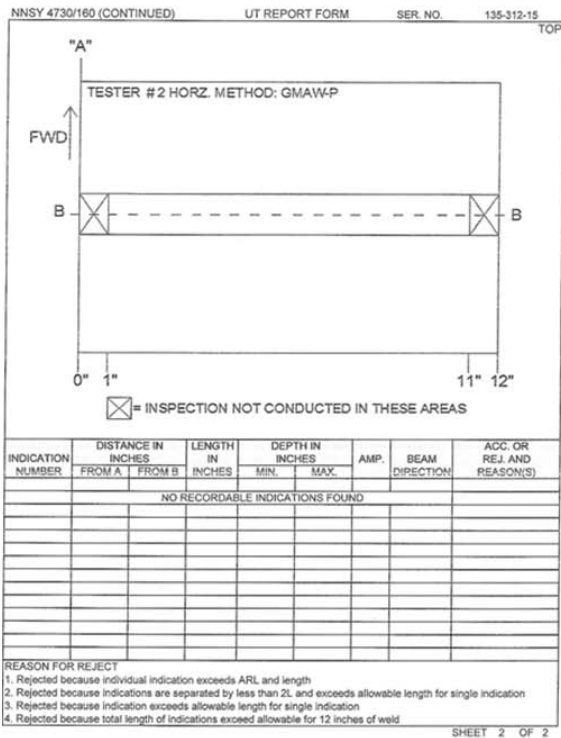 NNSY 4730/160 (CONTINUED) UT REPORT FORM SER. NO. 135-312-15
TOP
"A"
TESTER #2 HORZ. METHOD: GMAW-P
FWD
B B
0" 1" 11" 12"
= INSPECTION NOT CONDUCTED IN THESE AREAS
INDICATION NUMBER DISTANCE IN INCHES FROM A FROM B LENGTH IN INCHES DEPTH IN INCHES MIN. MAX. AMP. BEAM DIRECTION ACC. OR REJ. AND REASON(S)
NO RECORDABLE INDICATIONS FOUND
REASON FOR REJECT
1. Rejected because individual indication exceeds ARL and length
2. Rejected because indications are separated by less than 2L and exceeds allowable length for single indication
3. Rejected because indication exceeds allowable length for single indication
4. Rejected because total length of indications exceed allowable for 12 inches of weld
SHEET 2 OF 2